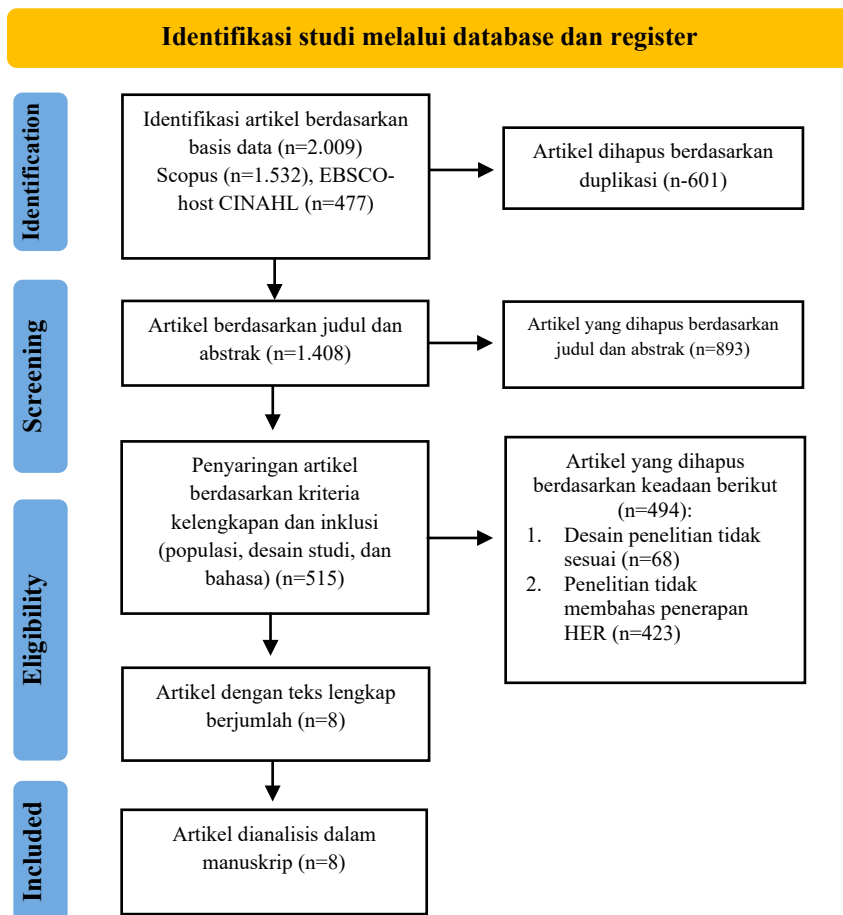 Identifikasi studi melalui database dan register
Identification
Identifikasi artikel berdasarkan
basis data (n=2.009)
Scopus (n=1.532), EBSCO-
host CINAHL (n=477)
Artikel dihapus berdasarkan
duplikasi (n-601)
Screening
Artikel berdasarkan judul dan
abstrak (n=1.408)
Artikel yang dihapus berdasarkan
judul dan abstrak (n=893)
Penyaringan artikel
berdasarkan kriteria
kelengkapan dan inklusi
(populasi, desain studi, dan
bahasa) (n=515)
Artikel yang dihapus
berdasarkan keadaan berikut
(n=494):
1. Desain penelitian tidak
sesuai (n=68)
2. Penelitian tidak
membahas penerapan
HER (n=423)
Eligibility
Artikel dengan teks lengkap
berjumlah (n=8)
Included
Artikel dianalisis dalam
manuskrip (n=8)